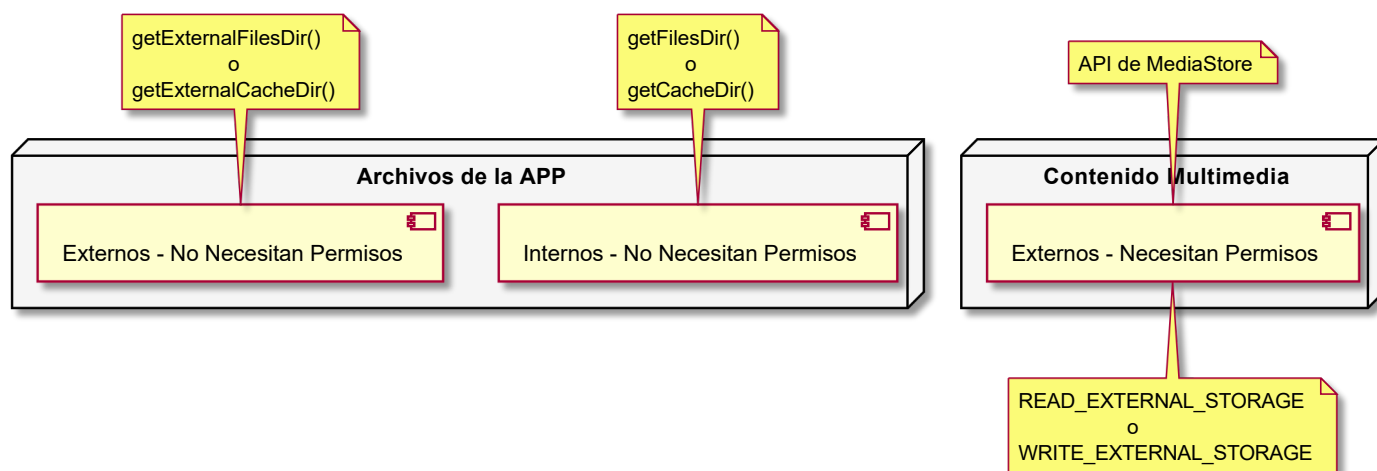 getExternalFilesDir()
o
getExternalCacheDir()
getFilesDir()
o
getCacheDir()
API de MediaStore
Archivos de la APP
Contenido Multimedia
Externos - No Necesitan Permisos
Internos - No Necesitan Permisos
Externos - Necesitan Permisos
READ_EXTERNAL_STORAGE
o
WRITE_EXTERNAL_STORAGE